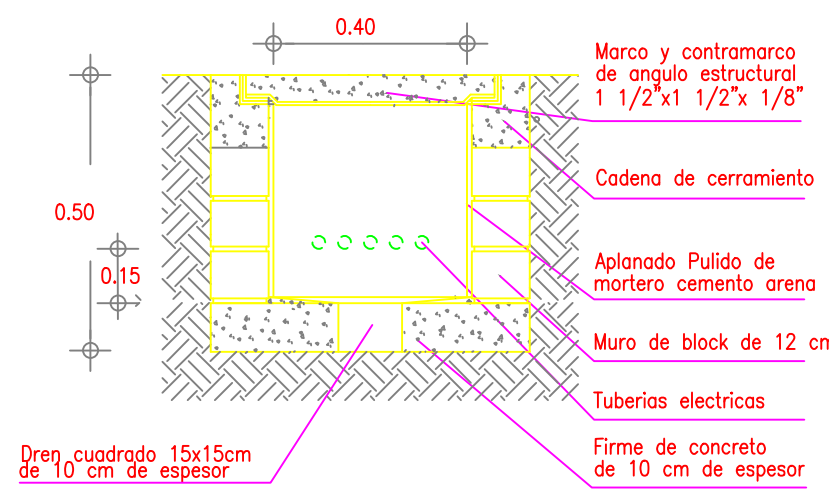 0.40
Marco y contramarco
de angulo estructural
1 1/2"x1 1/2"x 1/8"
Cadena de cerramiento
0.50
0.15
Aplanado Pulido de
mortero cemento arena
Muro de block de 12 cm
Tuberias electricas
Dren cuadrado 15x15cm
de 10 cm de espesor
Firme de concreto
de 10 cm de espesor